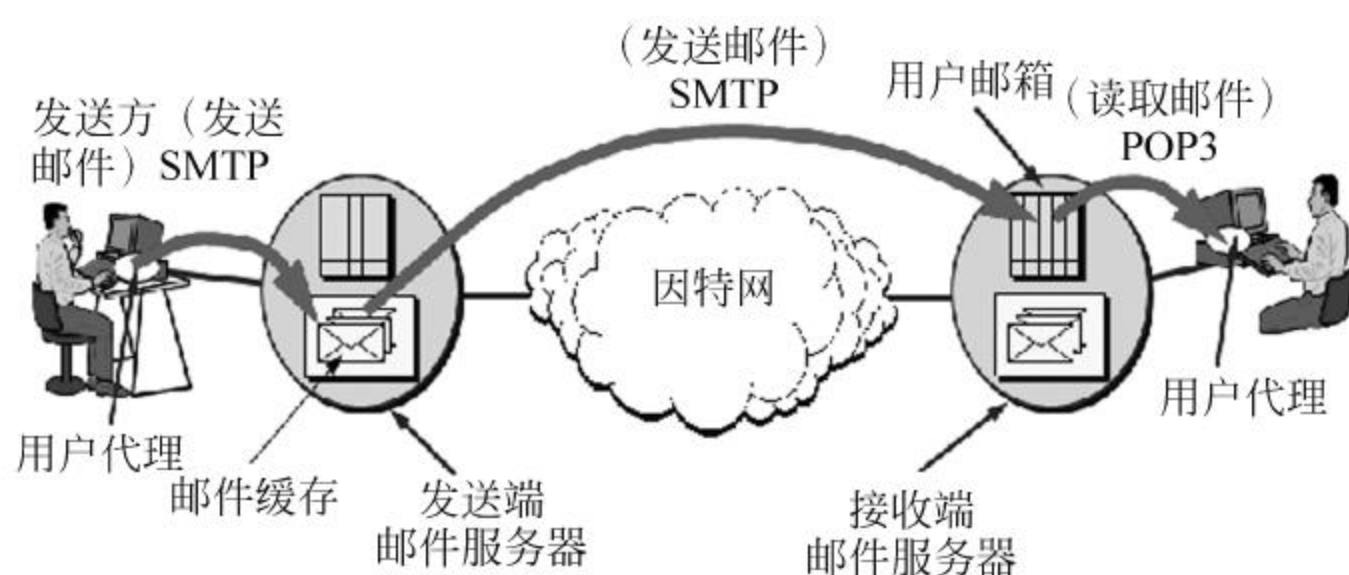 （发送邮件）
SMTP
用户邮箱
（读取邮件）
POP3
发送方（发送
邮件）SMTP
因特网
用户代理
邮件缓存
发送端
邮件服务器
接收端
邮件服务器
用户代理